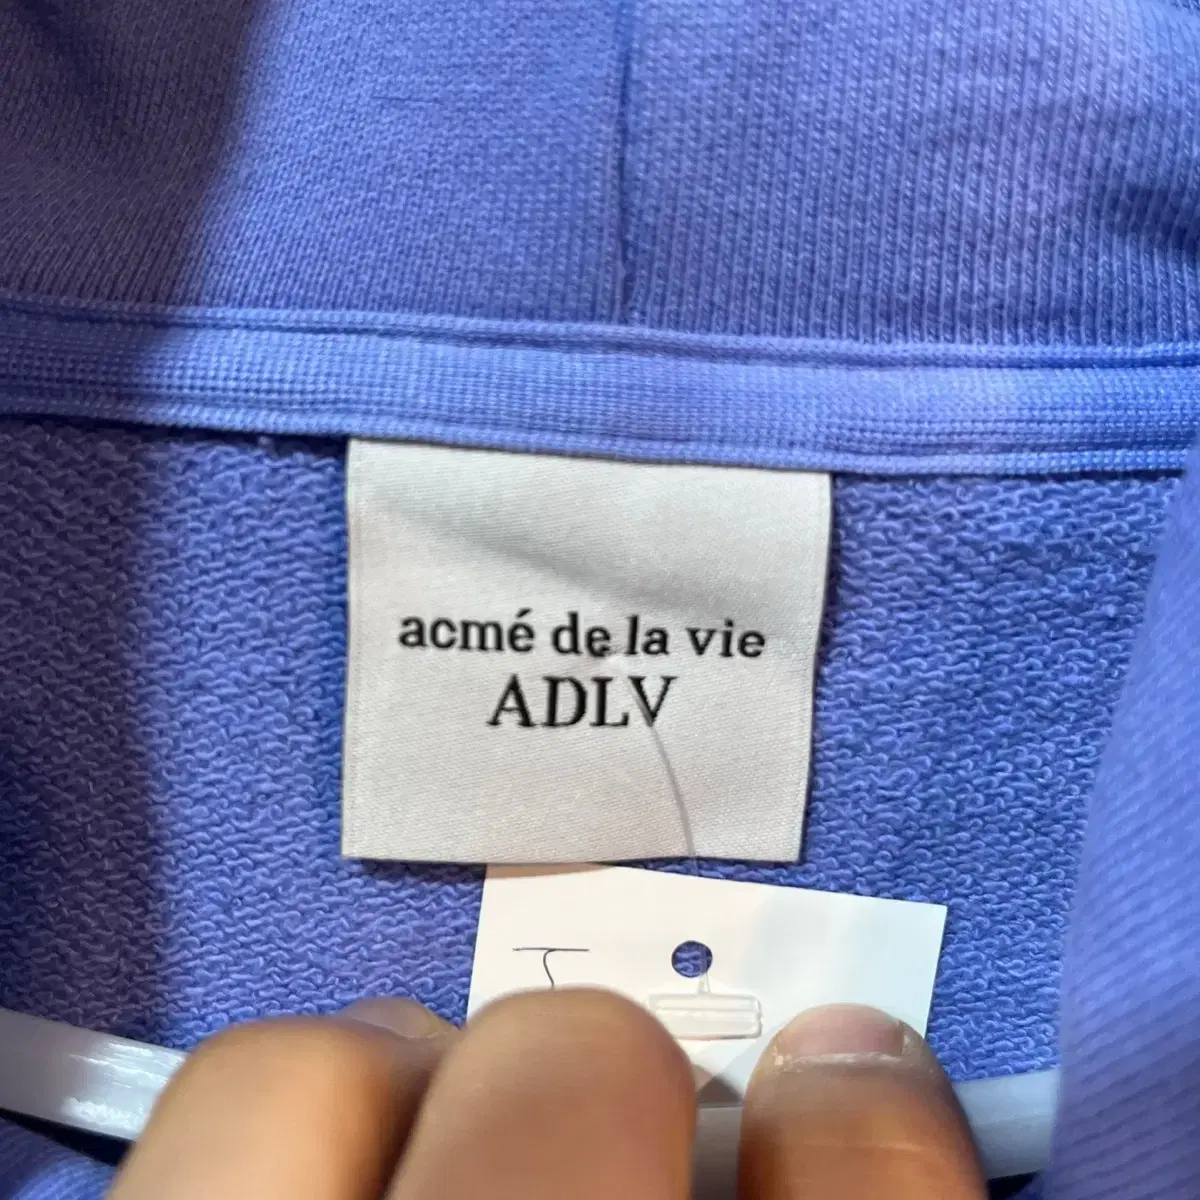 acmé de la vie
ADLV